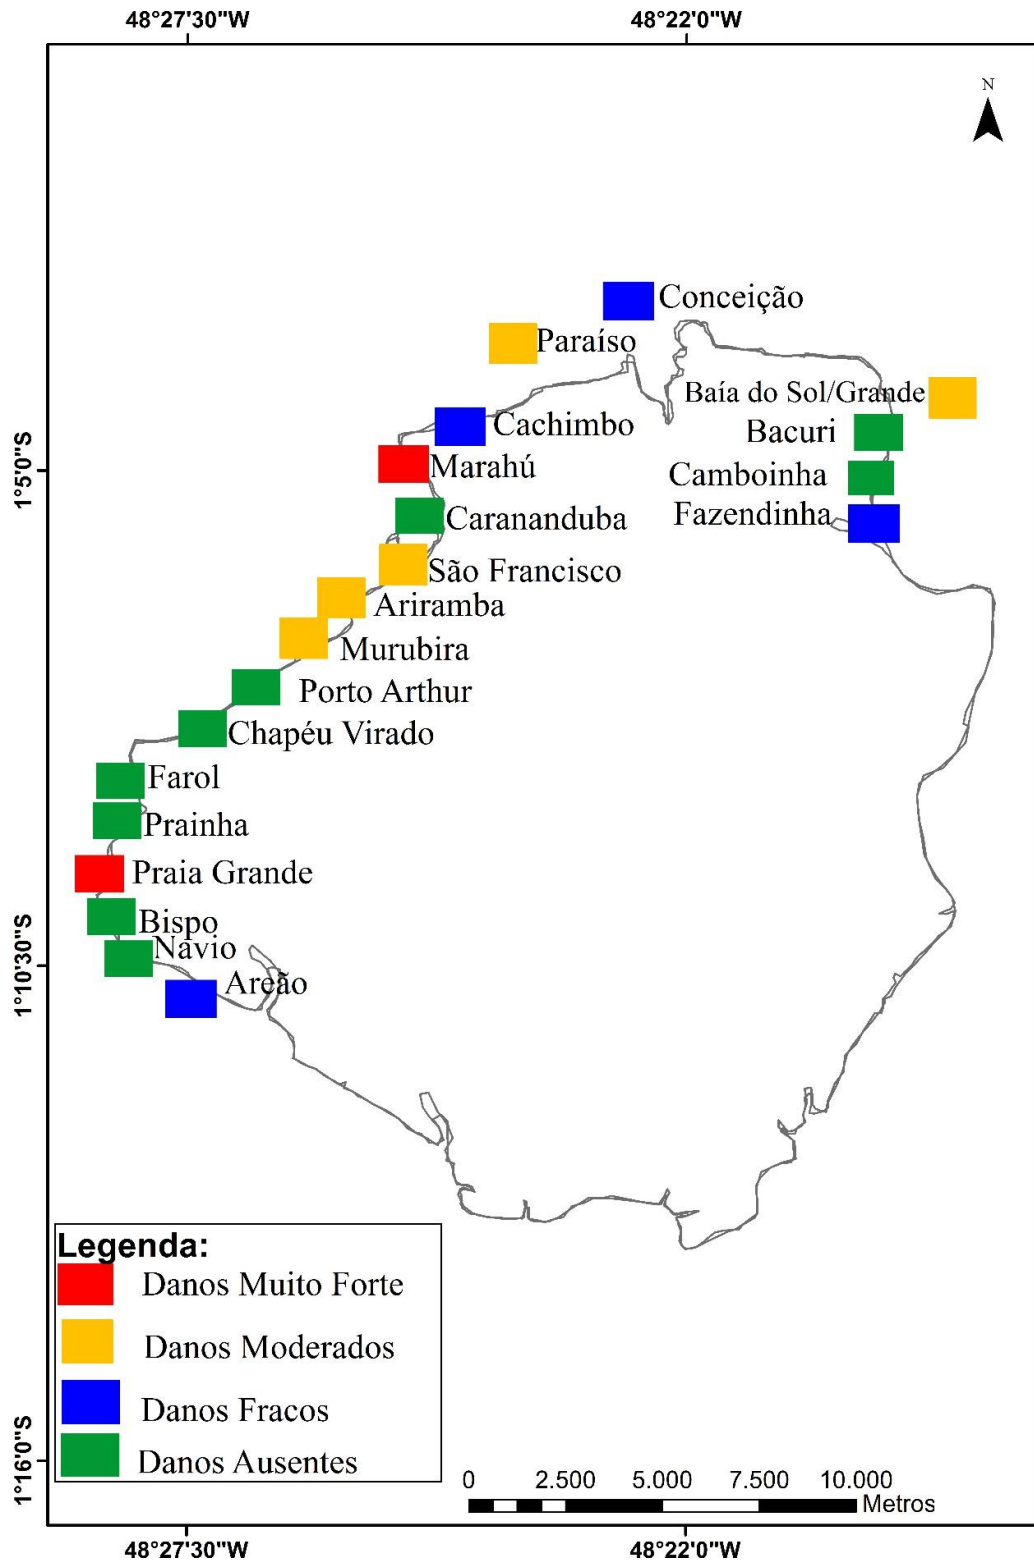 48°27'30"W
48°22'0"W
N
Conceição
Paraíso
Baía do Sol/Grande
Cachimbo
Bacuri
Marahú
1°5'0"S
Camboinha
Carananduba
Fazendinha
São Francisco
Ariramba
Murubira
Porto Arthur
Chapéu Virado
Farol
Prainha
Praia Grande
Bispo
Návio
1°10'30"S
Areão
Legenda:
Danos Muito Forte
Danos Moderados
Danos Fracos
Danos Ausentes
1°16'0"S
0 2.500 5.000 7.500 10.000
Metros
48°27'30"W
48°22'0"W